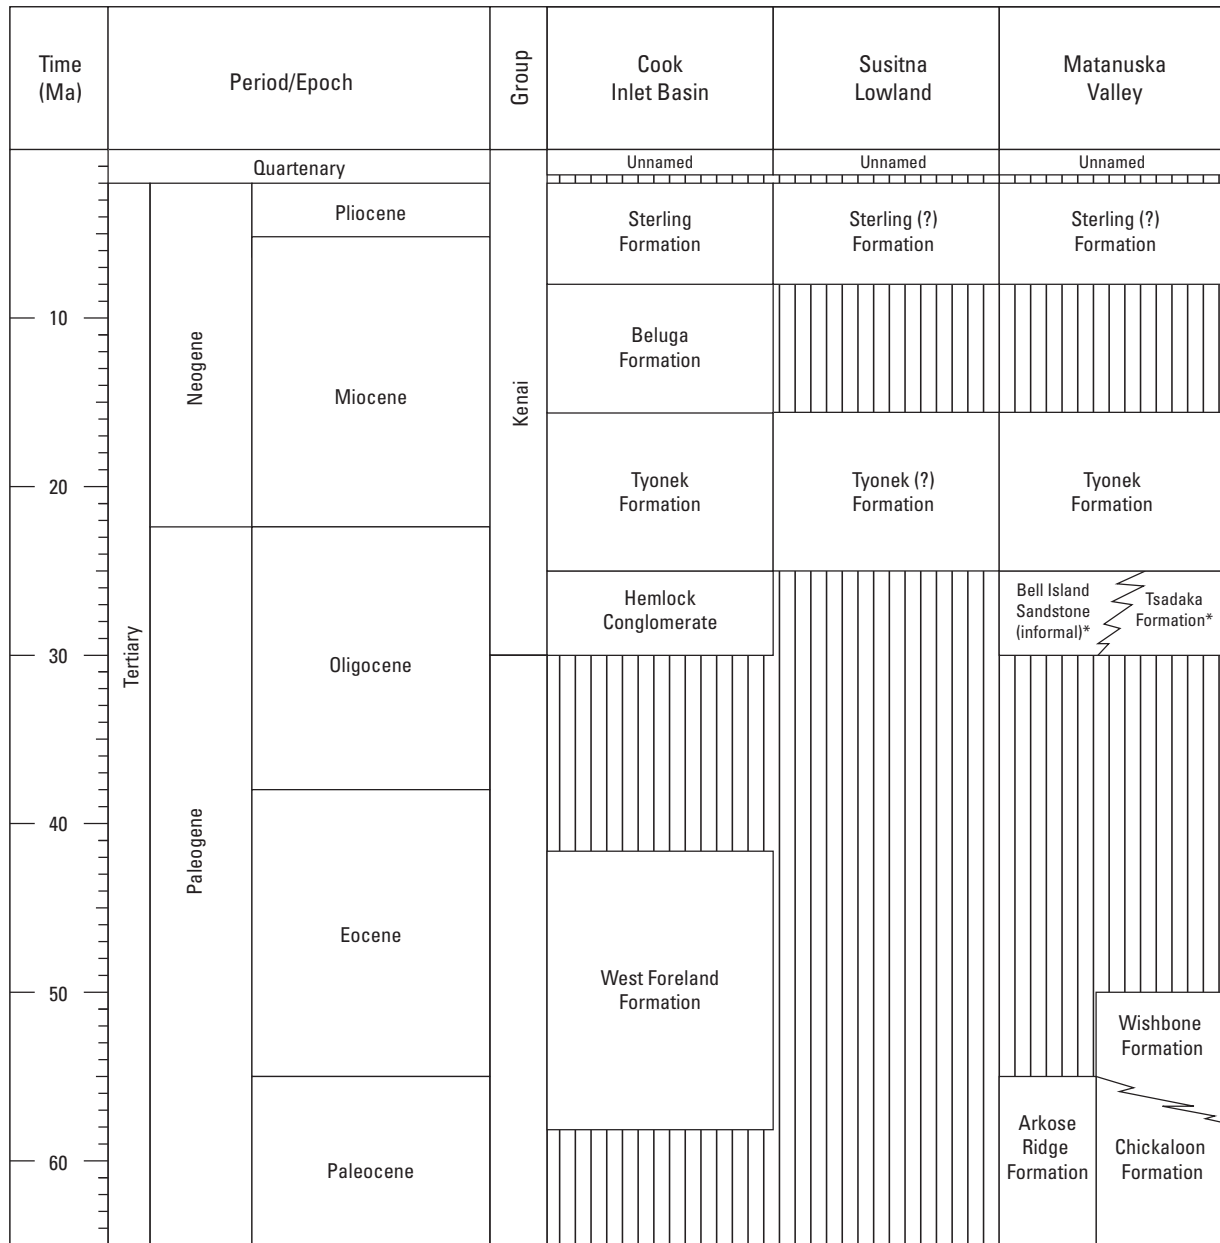 Time
(Ma)
Period/Epoch
Group
Cook
Inlet Basin
Susitna
Lowland
Matanuska
Valley
Quartenary
Unnamed
Unnamed
Unnamed
Pliocene
Sterling
Formation
Sterling (?)
Formation
Sterling (?)
Formation
10
Neogene
Miocene
Kenai
Beluga
Formation
20
Tyonek
Formation
Tyonek (?)
Formation
Tyonek
Formation
Hemlock
Conglomerate
Bell Island
Sandstone
(informal)*
Tsadaka
Formation*
30
Tertiary
Oligocene
40
Paleogene
Eocene
West Foreland
Formation
50
Wishbone
Formation
60
Paleocene
Arkose
Ridge
Formation
Chickaloon
Formation